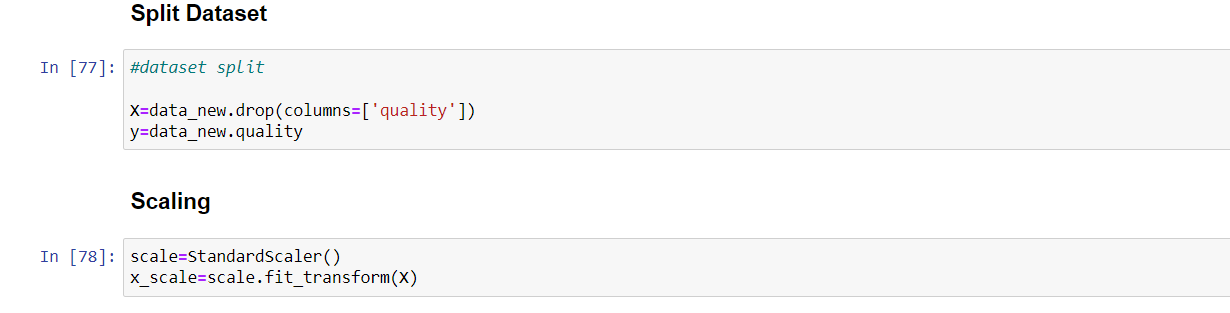 Split Dataset
In [77]: #dataset split
X=data_new.drop(columns=['quality'])
y=data_new.quality
Scaling
In [78]: scale=StandardScaler()
x_scale=scale.fit_transform(X)